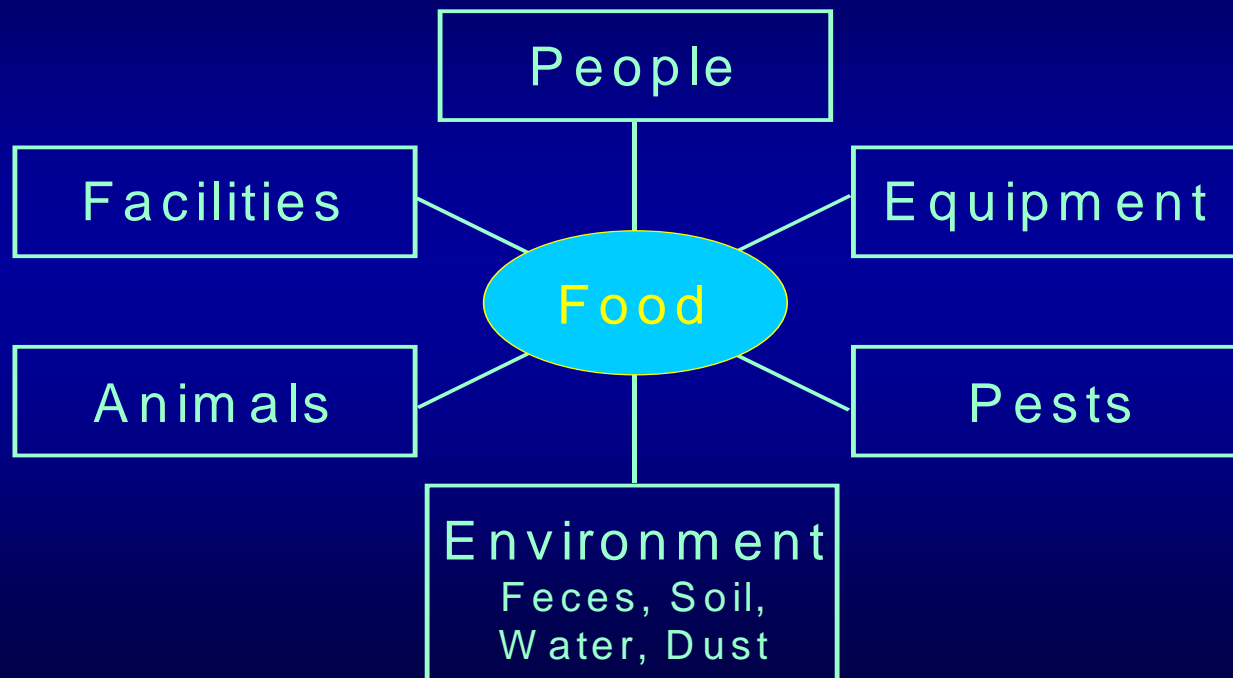 People
Facilities
Equipment
Food
Animals
Pests
Environment
Feces, Soil,
Water, Dust